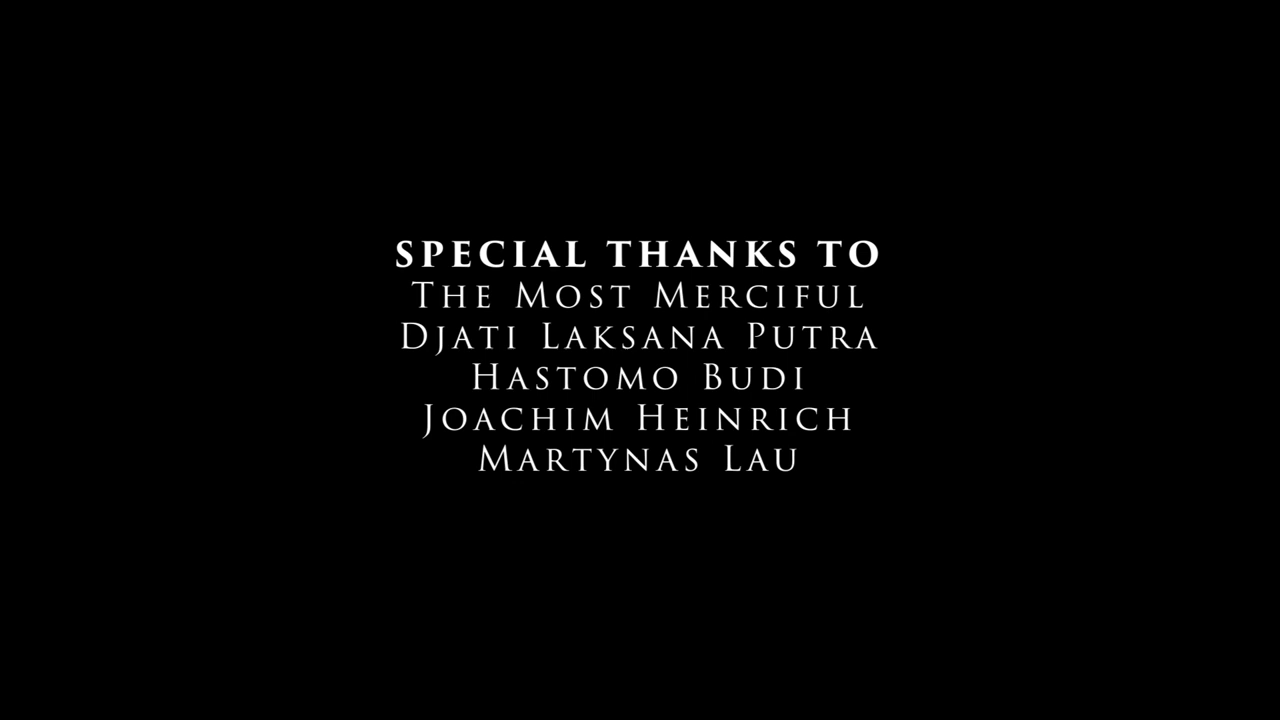 SPECIAL THANKS TO
THE MOST MERCIFUL
DJATI LAKSANA PUTRA
HASTOMO BUDI
JOACHIM HEINRICH
MARTYNAS LAU